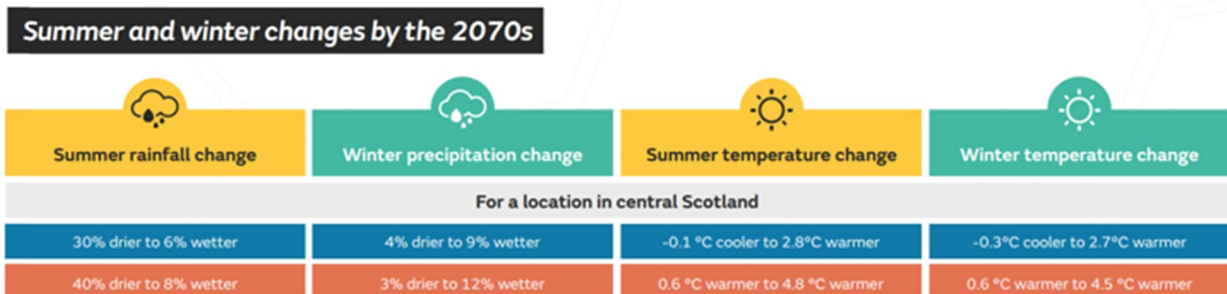 Summer and winter changes by the 2070s
Summer rainfall change
Winter precipitation change
Summer temperature change
Winter temperature change
For a location in central Scotland
30% drier to 6% wetter
4% drier to 9% wetter
-0.1 °C cooler to 2.8°C warmer
-0.3°C cooler to 2.7°C warmer
40% drier to 8% wetter
3% drier to 12% wetter
0.6 °C warmer to 4.8 °C warmer
0.6 °C warmer to 4.5 °C warmer